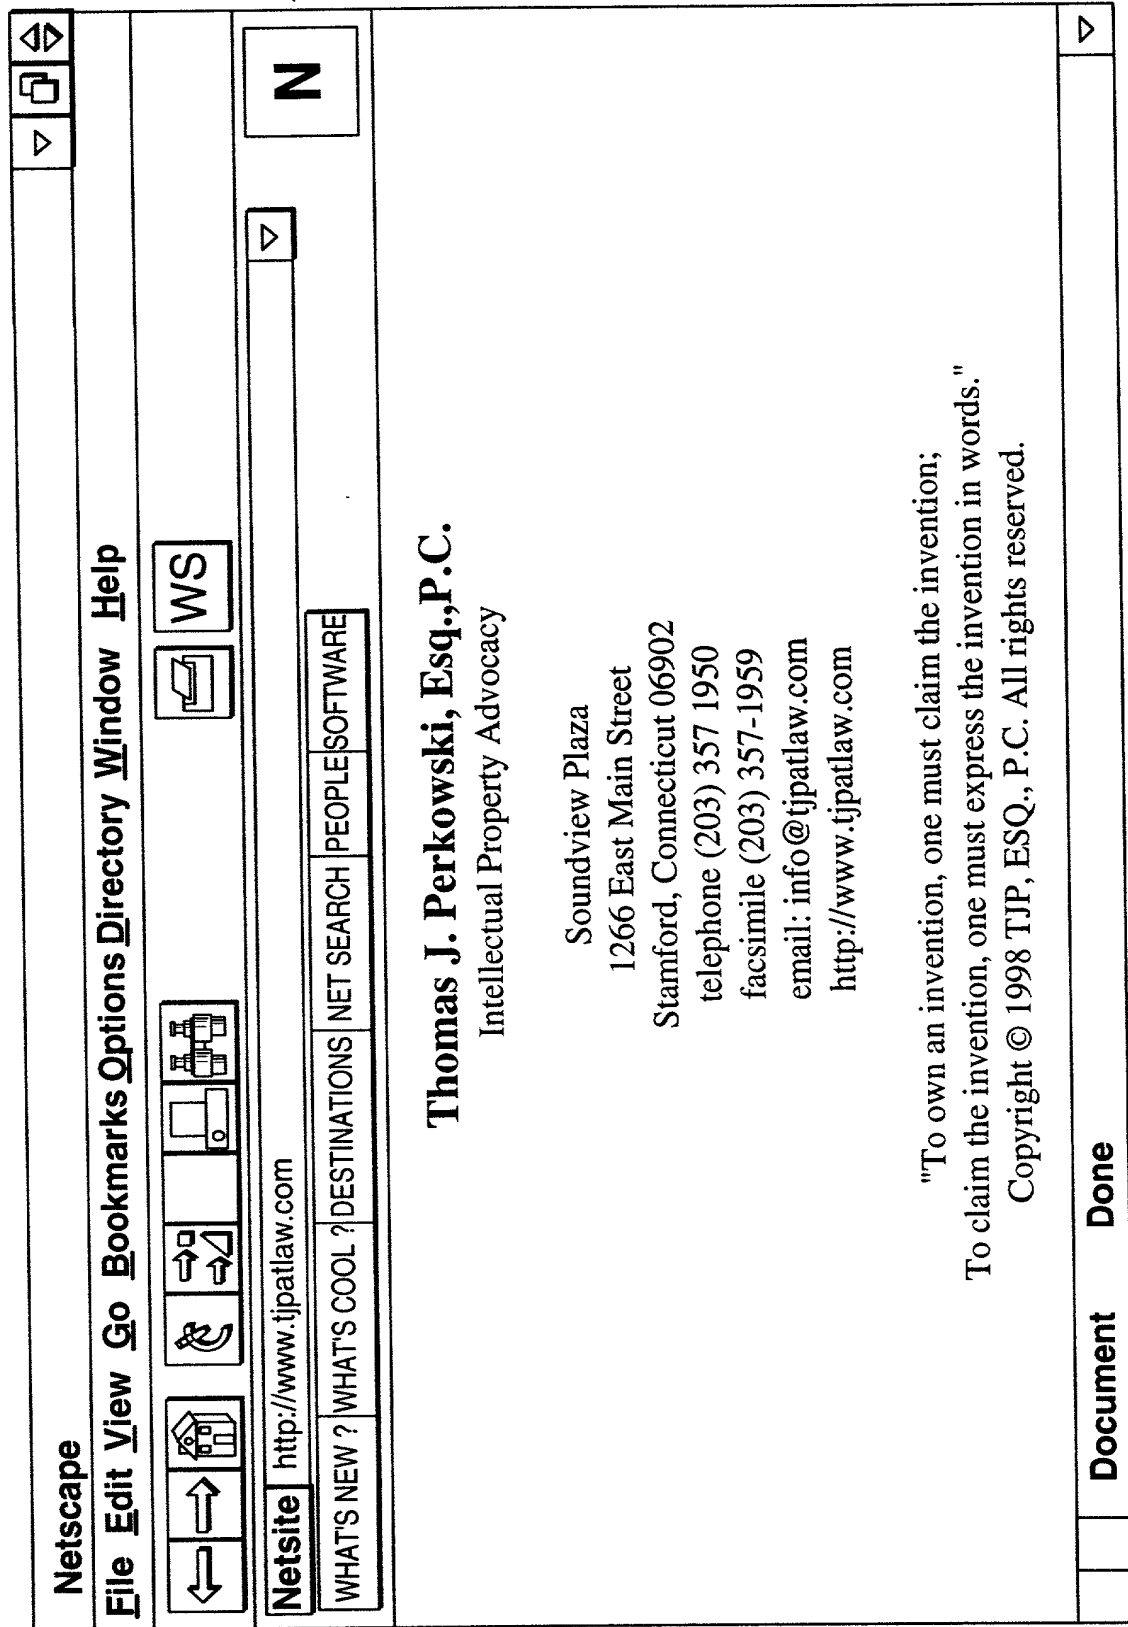 Netscape
File Edit View Go Bookmarks Options Directory Window Help
WS
Netsite http://www.tjpatlaw.com
N
WHAT'S NEW ? WHAT'S COOL ? DESTINATIONS NET SEARCH PEOPLE SOFTWARE
Thomas J. Perkowski, Esq.,P.C.
Intellectual Property Advocacy
Soundview Plaza
1266 East Main Street
Stamford, Connecticut 06902
telephone (203) 357 1950
facsimile (203) 357-1959
email: info@tjpatlaw.com
http://www.tjpatlaw.com
"To own an invention, one must claim the invention;
To claim the invention, one must express the invention in words."
Copyright © 1998 TJP, ESQ., P.C. All rights reserved.
Document Done